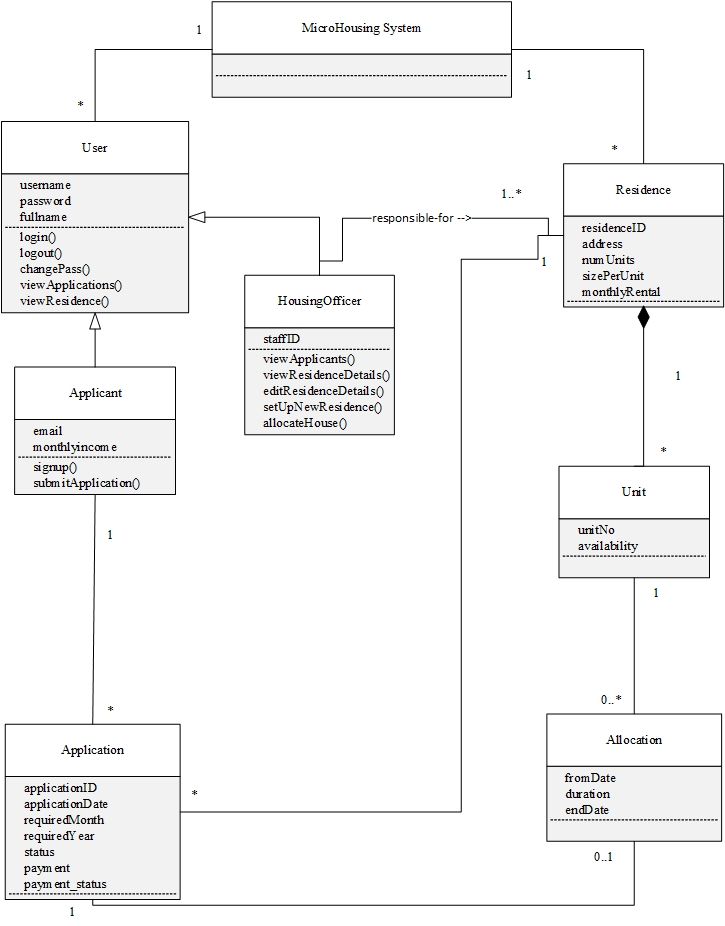 MicroHousing System
1
1
*
*
User
username
password
fullname
login()
logout()
changePass()
viewApplications()
viewResidence()
Residence
residenceID
address
numUnits
sizePerUnit
monthlyRental
1..*
responsible-for -->
1
HousingOfficer
staffID
viewApplicants()
viewResidenceDetails()
editResidenceDetails()
setUpNewResidence()
allocateHouse()
Applicant
email
monthlyincome
signup()
submitApplication()
1
*
Unit
unitNo
availability
1
*
1
0..*
Application
applicationID
applicationDate
requiredMonth
requiredYear
status
payment
payment_status
*
1
Allocation
fromDate
duration
endDate
0..1